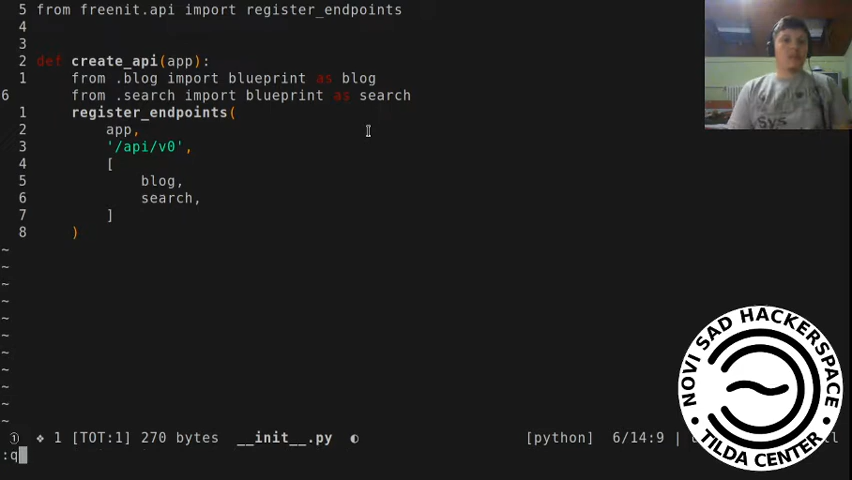 5 from freenit.api import register_endpoints
4
3
2 def create_api(app):
1     from .blog import blueprint as blog
6     from .search import blueprint as search
1     register_endpoints(
2         app,
3         '/api/v0',
4         [
5             blog,
6             search,
7         ]
8     )
~
~
~
~
~
~
~
~
~
~
~
① ❖ 1 [TOT:1] 270 bytes __init__.py ◐ [python] 6/14:9 |
:q
sys
NOVI SAD HACKERSPACE
TILDA CENTER